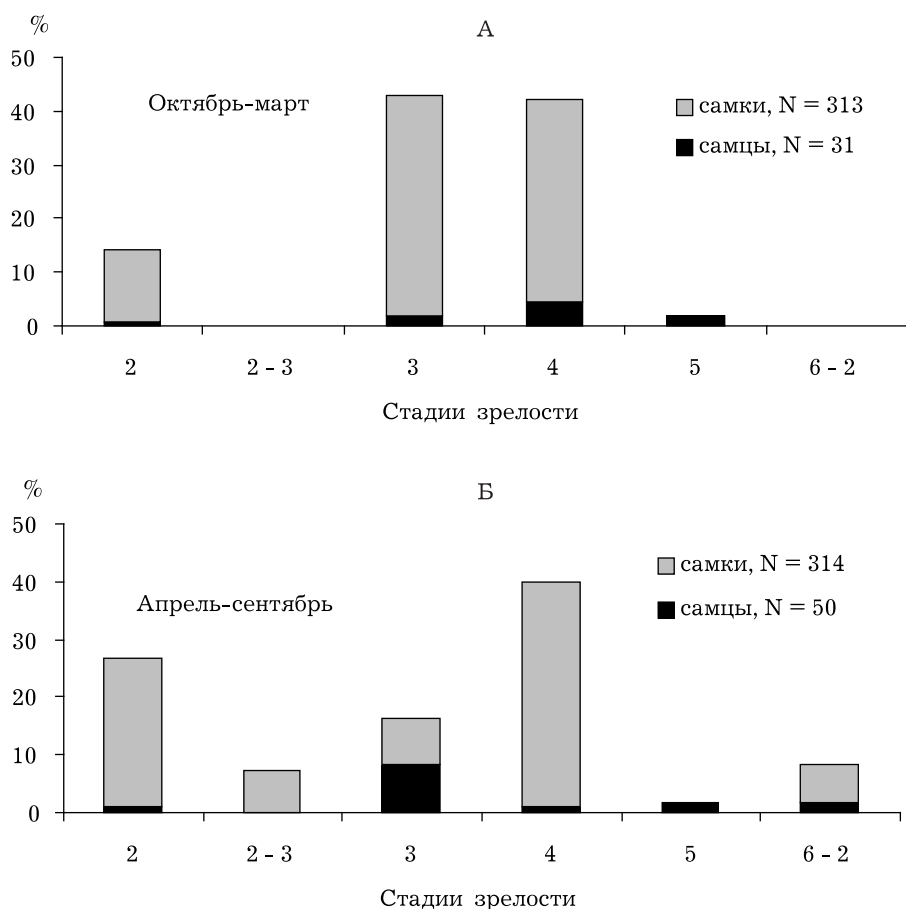 %
А
50
Октябрь-март
самки, N = 313
40
самцы, N = 31
30
20
10
0
2 2 - 3 3 4 5 6 - 2
Стадии зрелости
%
Б
50
самки, N = 314
40
Апрель-сентябрь
самцы, N = 50
30
20
10
0
2 2 - 3 3 4 5 6 - 2
Стадии зрелости